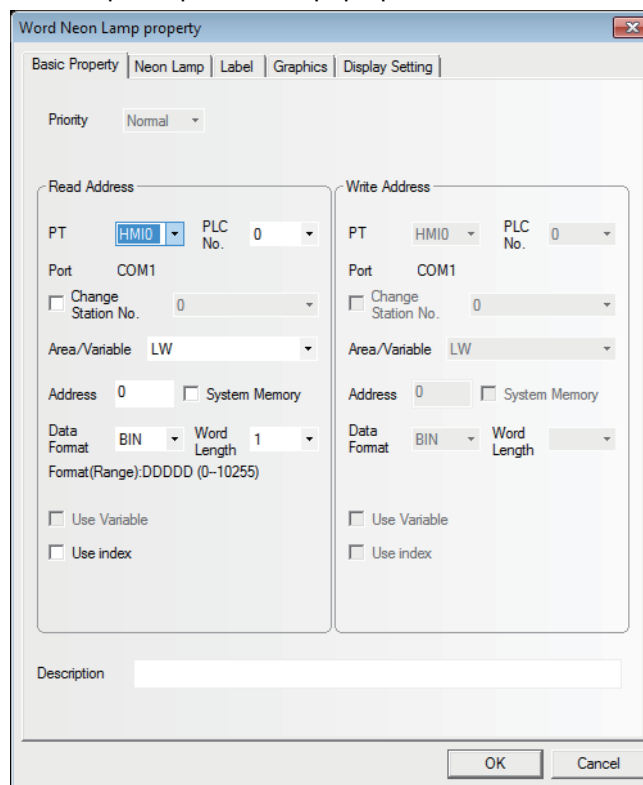 Word Neon Lamp property
Basic Property Neon Lamp Label Graphics Display Setting
Priority Normal
Read Address
PT HMI0 PLC No. 0
Port COM1
Change Station No. 0
Area/Variable LW
Address 0 System Memory
Data Format BIN Word Length 1
Format(Range):DDDDD (0--10255)
Use Variable
Use index
Write Address
PT HMI0 PLC No. 0
Port COM1
Change Station No. 0
Area/Variable LW
Address 0 System Memory
Data Format BIN Word Length
Use Variable
Use index
Description
OK Cancel